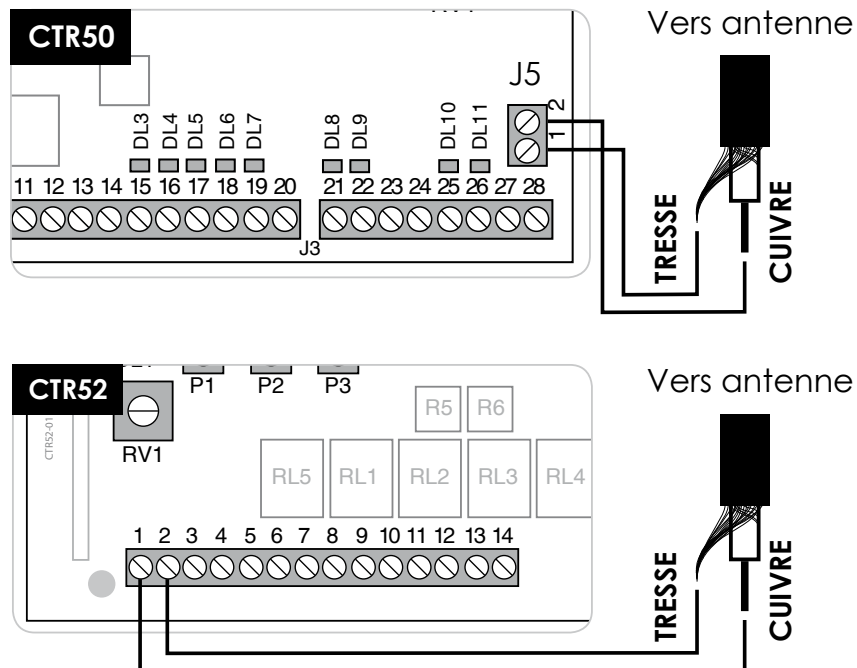 CTR50
Vers antenne
J5
2
1
DL3
DL4
DL5
DL6
DL7
DL8
DL9
DL10
DL11
11 12 13 14 15 16 17 18 19 20
21 22 23 24 25 26 27 28
J3
TRESSE
CUIVRE
CTR52
Vers antenne
P1 P2 P3
CTR52-01
RV1
R5 R6
RL5 RL1 RL2 RL3 RL4
1 2 3 4 5 6 7 8 9 10 11 12 13 14
TRESSE
CUIVRE